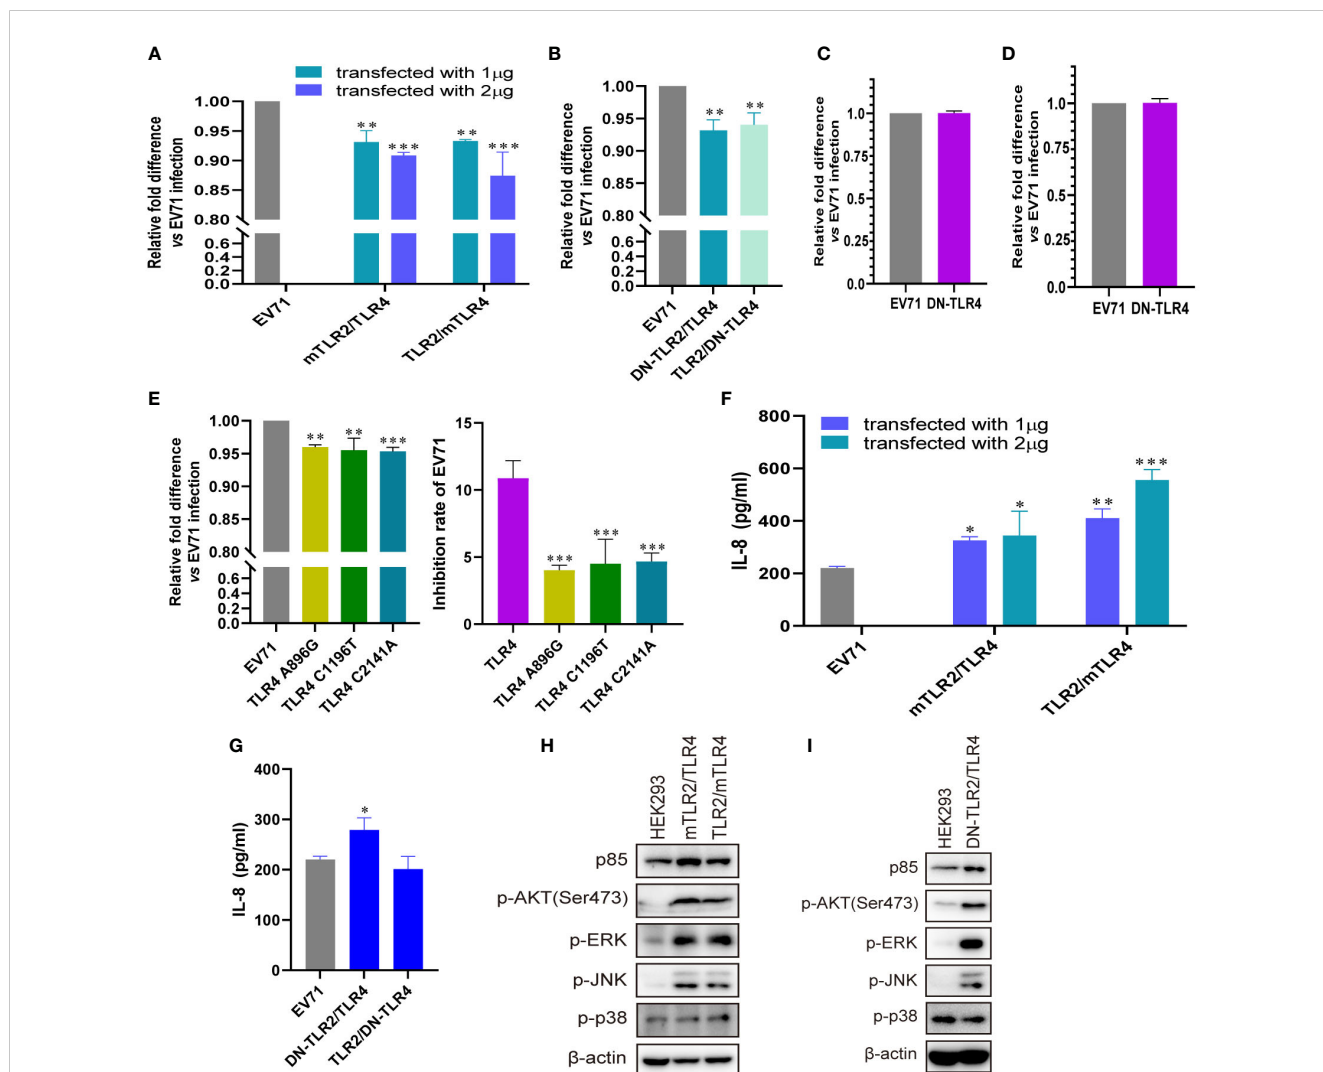 A
transfected with 1μg
transfected with 2μg
Relative fold difference
vs EV71 infection
1.00
0.95
0.90
0.85
0.80
0.6
0.4
0.2
0.0
** *** ** ***
EV71
mTLR2/TLR4
TLR2/mTLR4
B
Relative fold difference
vs EV71 infection
1.00
0.95
0.90
0.85
0.80
0.6
0.4
0.2
0.0
** **
EV71
DN-TLR2/TLR4
TLR2/DN-TLR4
C
Relative fold difference
vs EV71 infection
1.0
0.5
0.0
EV71 DN-TLR4
D
Relative fold difference
vs EV71 infection
1.0
0.5
0.0
EV71 DN-TLR4
E
Relative fold difference
vs EV71 infection
1.00
0.95
0.90
0.85
0.80
0.6
0.4
0.2
0.0
** ** ***
EV71
TLR4 A896G
TLR4 C1196T
TLR4 C2141A
Inhibition rate of EV71
15
10
5
0
*** *** ***
TLR4
TLR4 A896G
TLR4 C1196T
TLR4 C2141A
F
transfected with 1μg
transfected with 2μg
IL-8 (pg/ml)
800
600
400
200
0
* * ** ***
EV71
mTLR2/TLR4
TLR2/mTLR4
G
IL-8 (pg/ml)
400
300
200
100
0
*
EV71
DN-TLR2/TLR4
TLR2/DN-TLR4
H
HEK293
mTLR2/TLR4
TLR2/mTLR4
p85
p-AKT(Ser473)
p-ERK
p-JNK
p-p38
β-actin
I
HEK293
DN-TLR2/TLR4
p85
p-AKT(Ser473)
p-ERK
p-JNK
p-p38
β-actin